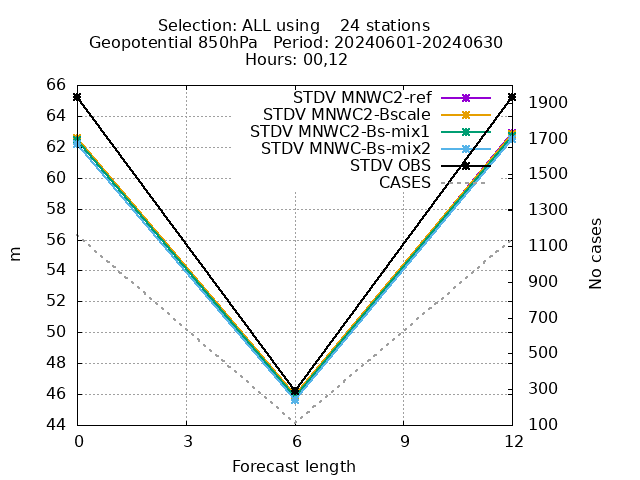 Selection: ALL using    24 stations
Geopotential 850hPa   Period: 20240601-20240630
Hours: 00,12
STDV MNWC2-ref
STDV MNWC2-Bscale
STDV MNWC2-Bs-mix1
STDV MNWC-Bs-mix2
STDV OBS
CASES
66
64
62
60
58
56
54
52
50
48
46
44
m
1900
1700
1500
1300
1100
900
700
500
300
100
No cases
0 3 6 9 12
Forecast length